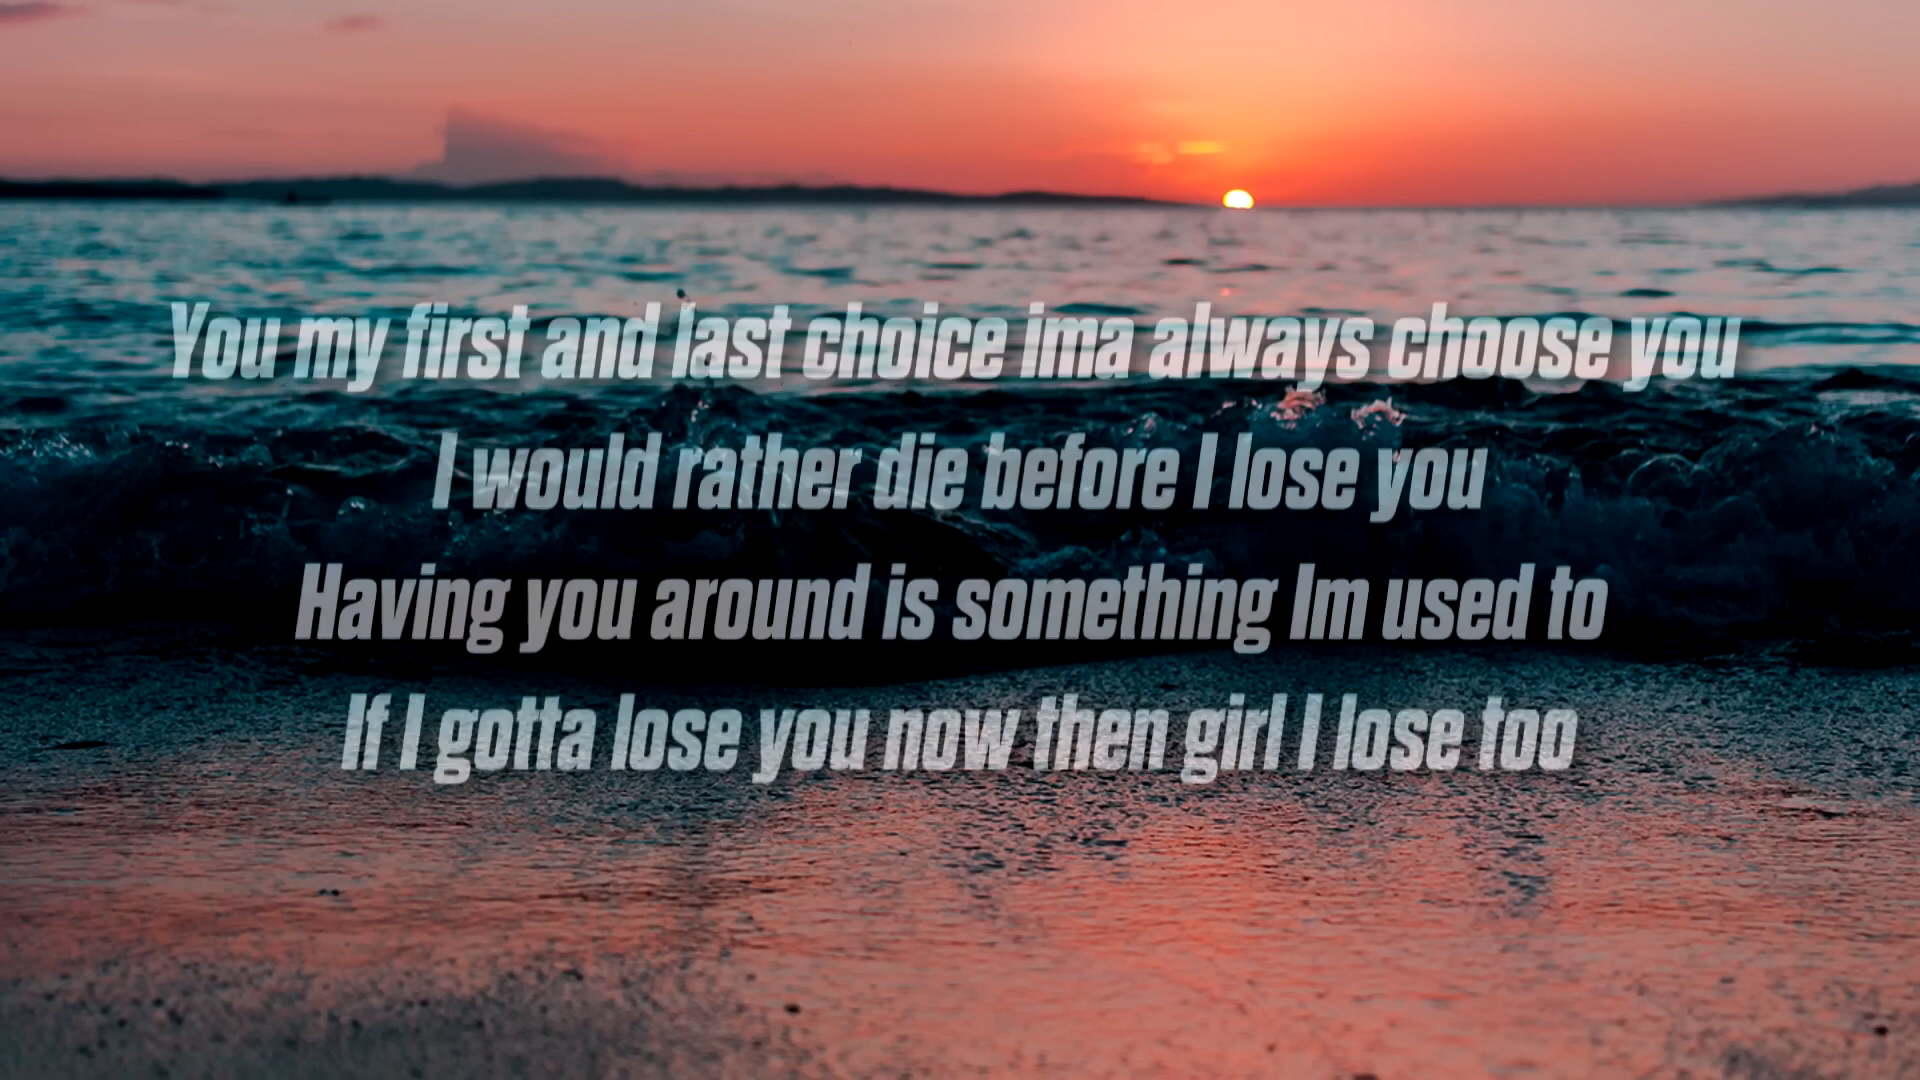 You my first and last choice ima always choose you
I would rather die before I lose you
Having you around is something Im used to
If I gotta lose you now then girl I lose too